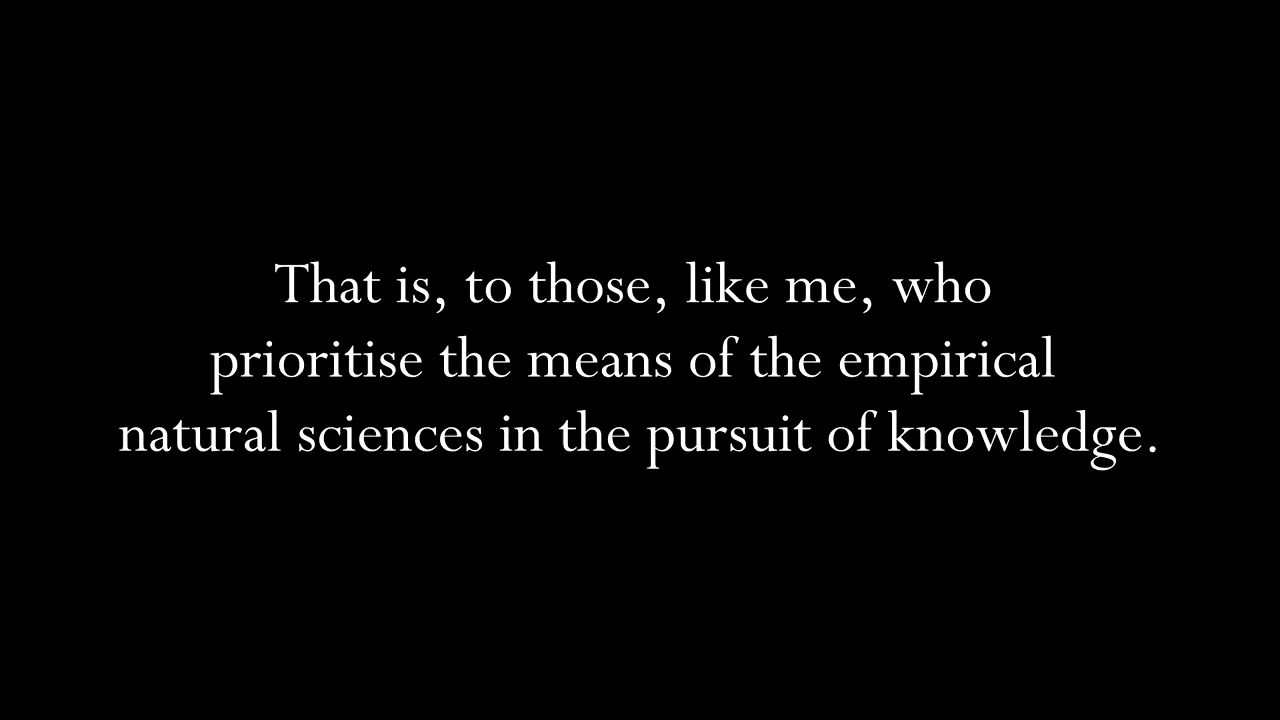 That is, to those, like me, who
prioritise the means of the empirical
natural sciences in the pursuit of knowledge.